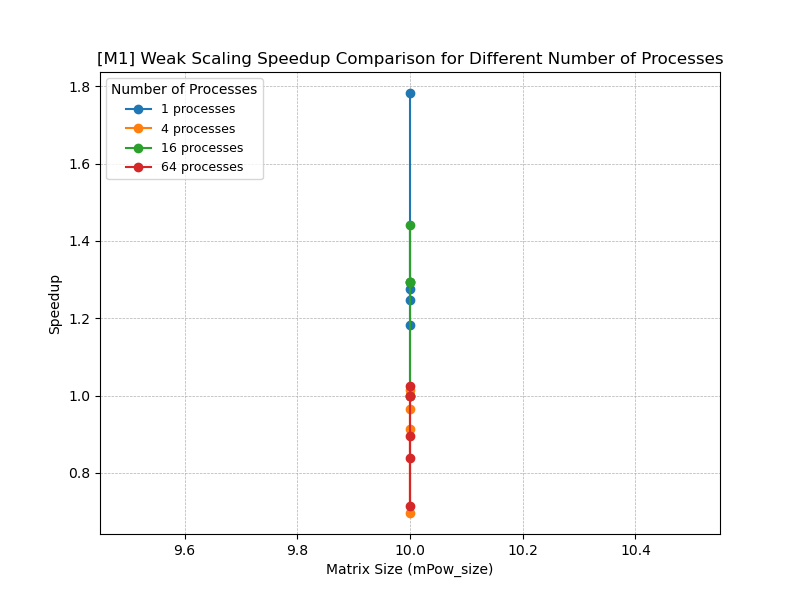 [M1] Weak Scaling Speedup Comparison for Different Number of Processes
Number of Processes
1 processes
4 processes
16 processes
64 processes
Speedup
1.8
1.6
1.4
1.2
1.0
0.8
9.6
9.8
10.0
10.2
10.4
Matrix Size (mPow_size)